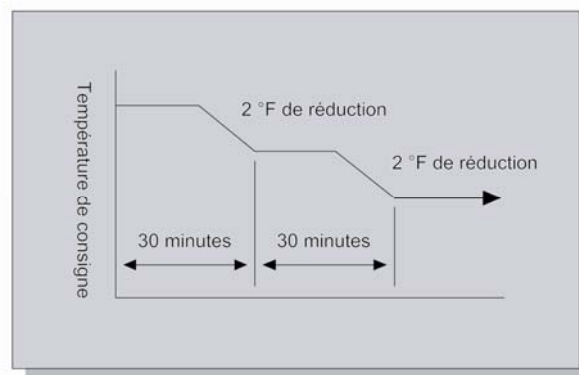 Température de consigne
2 °F de réduction
2 °F de réduction
30 minutes
30 minutes